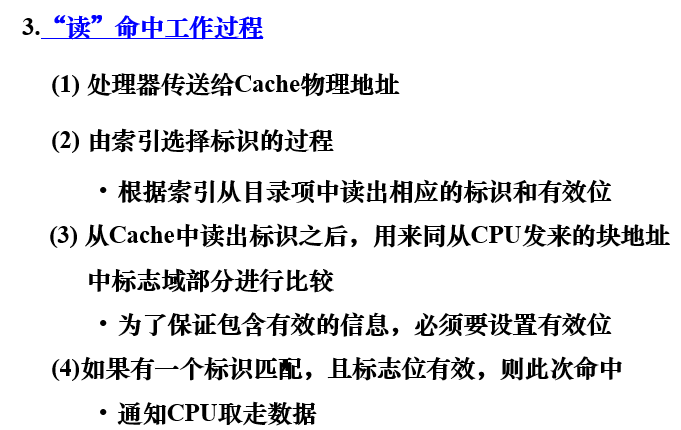 3.“读”命中工作过程
(1) 处理器传送给Cache物理地址
(2) 由索引选择标识的过程
・根据索引从目录项中读出相应的标识和有效位
(3) 从Cache中读出标识之后，用来同从CPU发来的块地址
中标志域部分进行比较
・为了保证包含有效的信息，必须要设置有效位
(4)如果有一个标识匹配，且标志位有效，则此次命中
・通知CPU取走数据